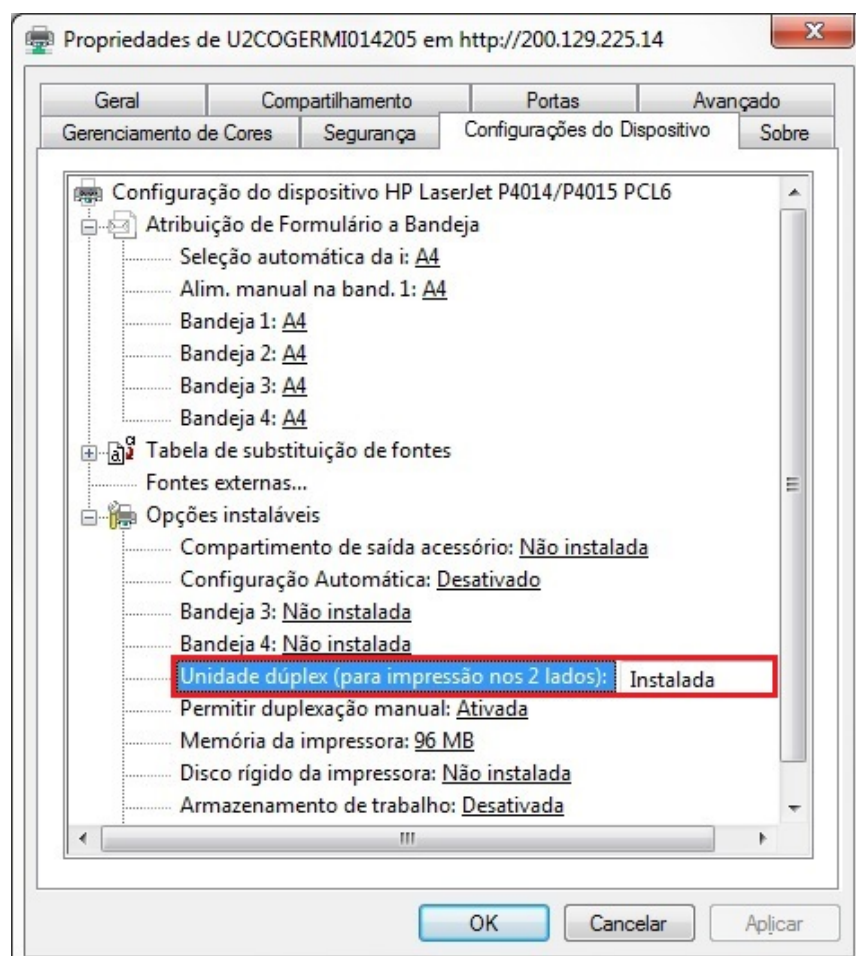 Propriedades de U2COGERMI014205 em http://200.129.225.14
Geral Compartilhamento Portas Avançado
Gerenciamento de Cores Segurança Configurações do Dispositivo Sobre
Configuração do dispositivo HP LaserJet P4014/P4015 PCL6
Atribuição de Formulário a Bandeja
Seleção automática da i: A4
Alim. manual na band. 1: A4
Bandeja 1: A4
Bandeja 2: A4
Bandeja 3: A4
Bandeja 4: A4
Tabela de substituição de fontes
Fontes externas...
Opções instaláveis
Compartimento de saída acessório: Não instalada
Configuração Automática: Desativado
Bandeja 3: Não instalada
Bandeja 4: Não instalada
Unidade dúplex (para impressão nos 2 lados): Instalada
Permitir duplexação manual: Ativada
Memória da impressora: 96 MB
Disco rígido da impressora: Não instalada
Armazenamento de trabalho: Desativada
OK Cancelar Aplicar